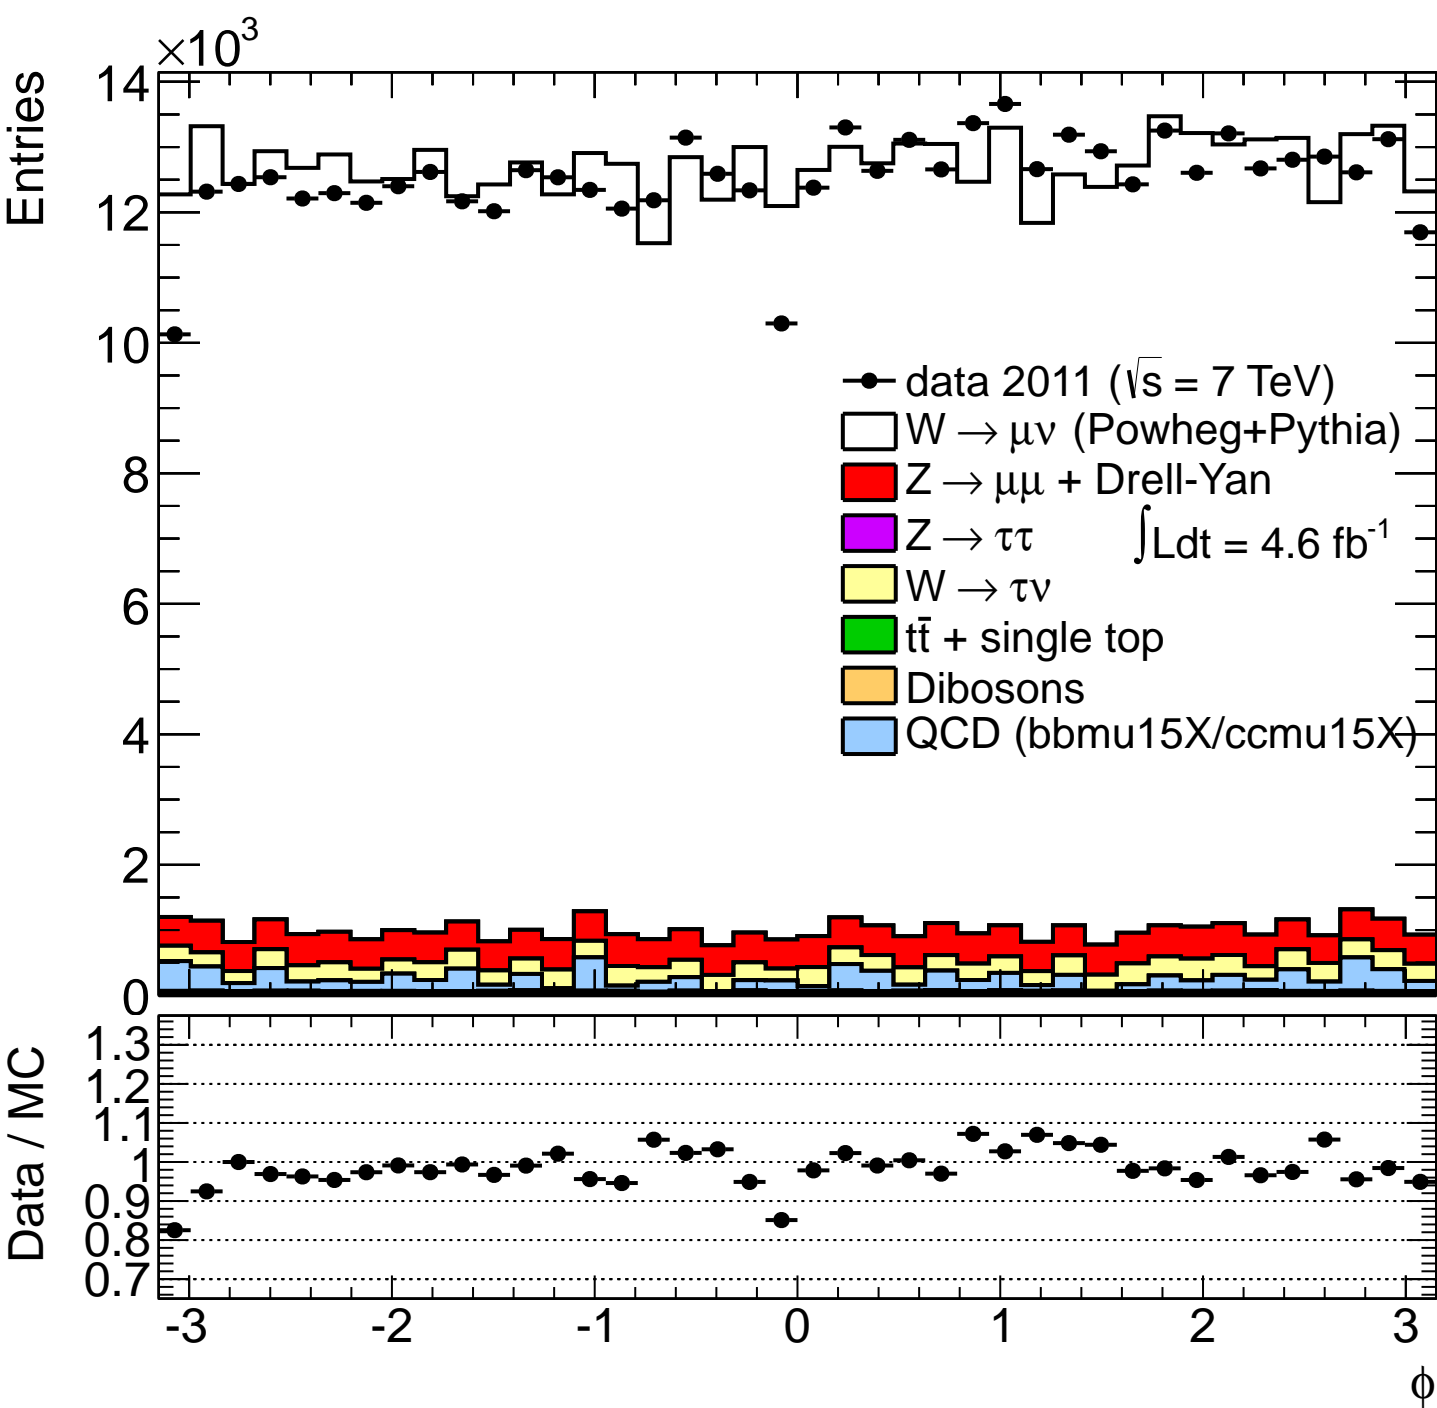 ×10³
Entries
14
12
10
8
6
4
2
0
data 2011 (√s = 7 TeV)
W → μν (Powheg+Pythia)
Z → μμ + Drell-Yan
Z → ττ
∫Ldt = 4.6 fb⁻¹
W → τν
tt̄ + single top
Dibosons
QCD (bbmu15X/ccmu15X)
Data / MC
1.3
1.2
1.1
1
0.9
0.8
0.7
-3 -2 -1 0 1 2 3
ϕ